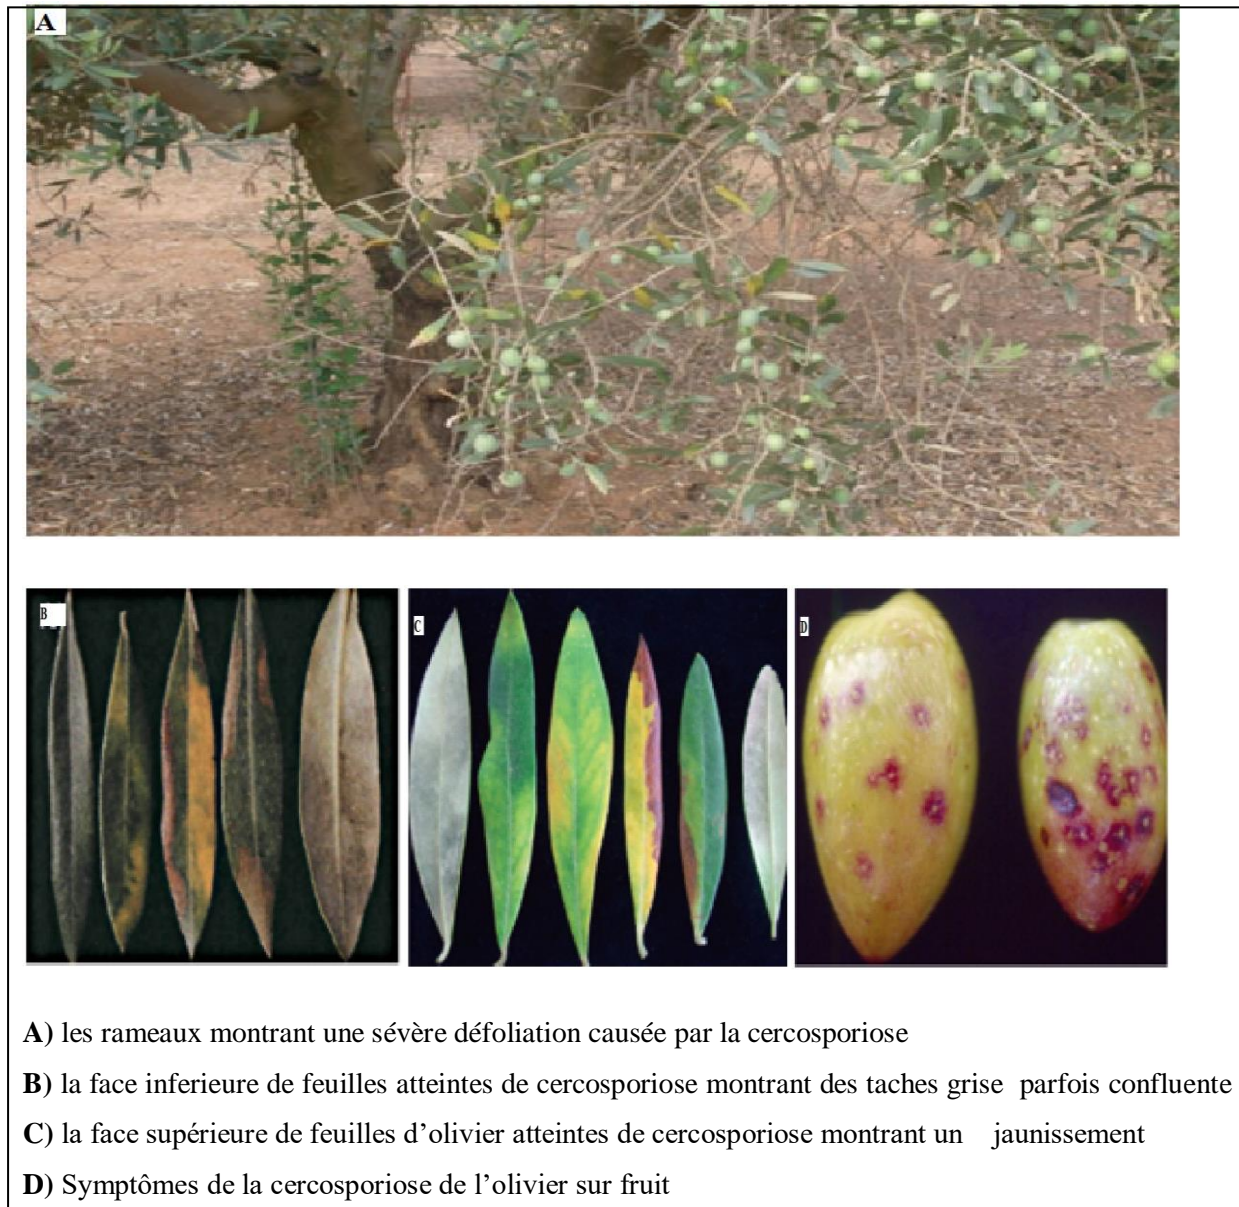 A
B
C
D
A) les rameaux montrant une sévère défoliation causée par la cercosporiose
B) la face inferieure de feuilles atteintes de cercosporiose montrant des taches grise parfois confluente
C) la face supérieure de feuilles d’olivier atteintes de cercosporiose montrant un jaunissement
D) Symptômes de la cercosporiose de l’olivier sur fruit